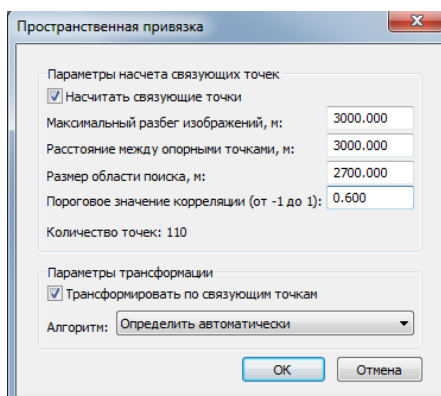 Пространственная привязка
Параметры насчета связующих точек
Насчитать связующие точки
Максимальный разбег изображений, м: 3000.000
Расстояние между опорными точками, м: 3000.000
Размер области поиска, м: 2700.000
Пороговое значение корреляции (от -1 до 1): 0.600
Количество точек: 110
Параметры трансформации
Трансформировать по связующим точкам
Алгоритм: Определить автоматически
OK Отмена